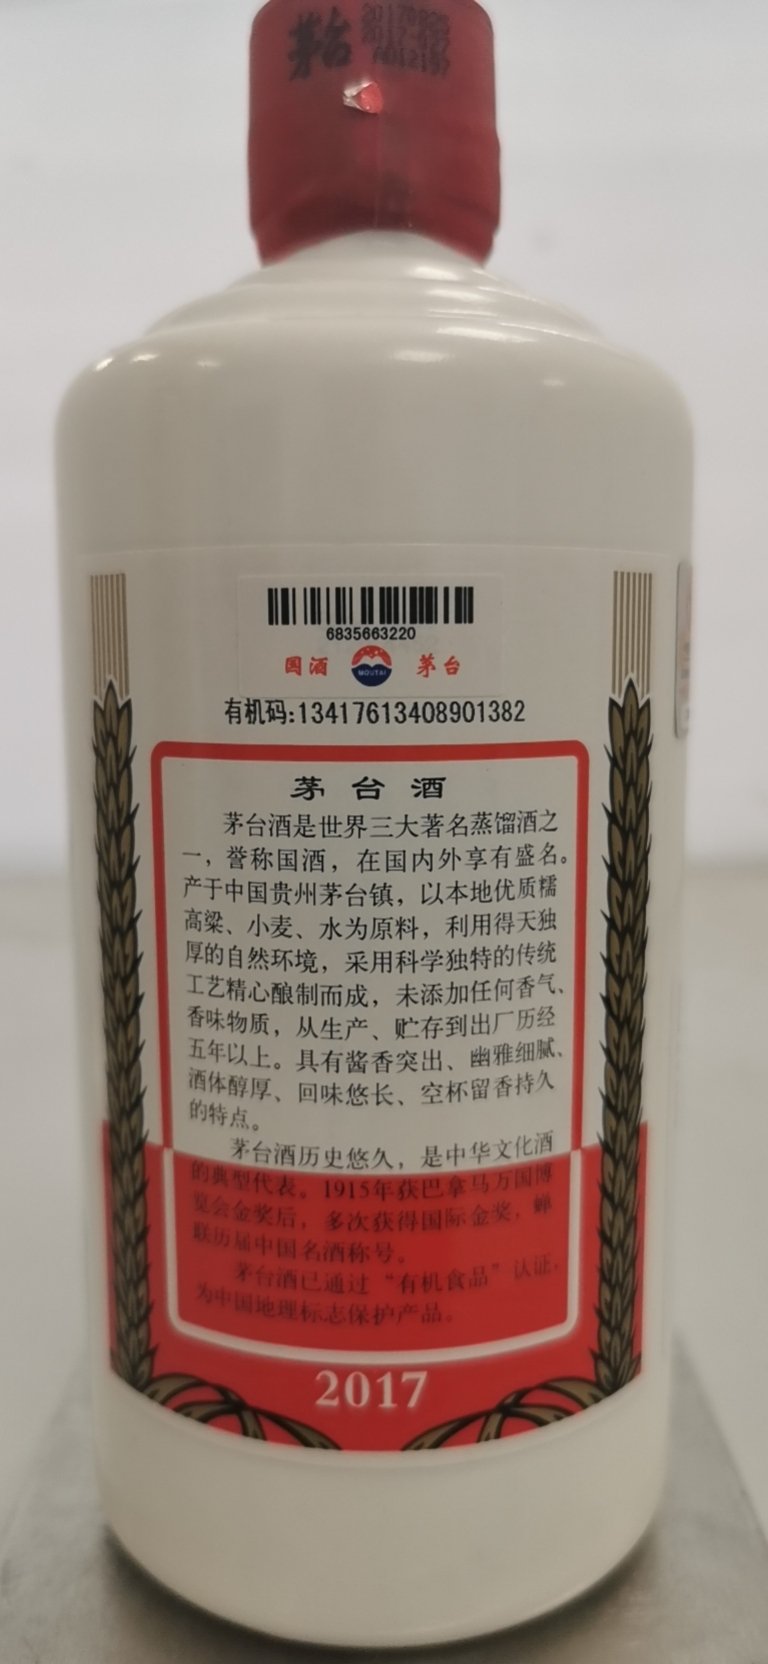 茅台
6835663220
国酒 MOUTAI 茅台
有机码:13417613408901382
茅台酒
茅台酒是世界三大著名蒸馏酒之
一，誉称国酒，在国内外享有盛名。
产于中国贵州茅台镇，以本地优质糯
高粱、小麦、水为原料，利用得天独
厚的自然环境，采用科学独特的传统
工艺精心酿制而成，未添加任何香气、
香味物质，从生产、贮存到出厂历经
五年以上。具有酱香突出、幽雅细腻、
酒体醇厚、回味悠长、空杯留香持久
的特点。
茅台酒历史悠久，是中华文化酒
的典型代表。1915年获巴拿马万国博
览会金奖后，多次获得国际金奖，蝉
联历届中国名酒称号。
茅台酒已通过“有机食品”认证，
为中国地理标志保护产品。
2017